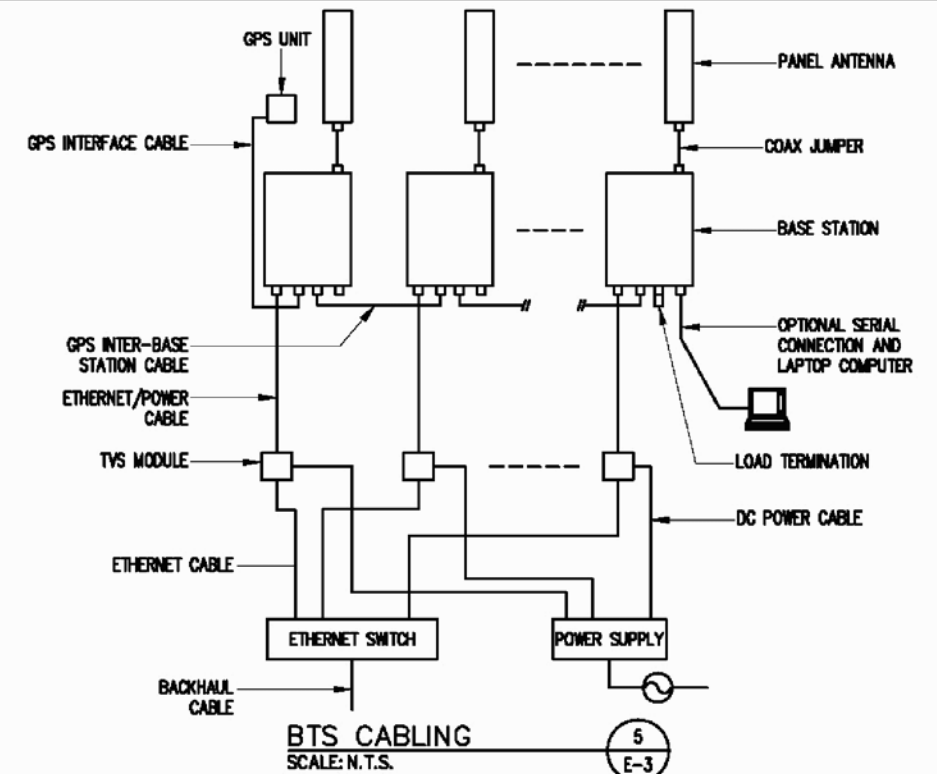 GPS UNIT
PANEL ANTENNA
GPS INTERFACE CABLE
COAX JUMPER
BASE STATION
GPS INTER-BASE
STATION CABLE
OPTIONAL SERIAL
CONNECTION AND
LAPTOP COMPUTER
ETHERNET/POWER
CABLE
TVS MODULE
LOAD TERMINATION
DC POWER CABLE
ETHERNET CABLE
ETHERNET SWITCH
POWER SUPPLY
BACKHAUL
CABLE
BTS CABLING
SCALE: N.T.S.
5
E-3